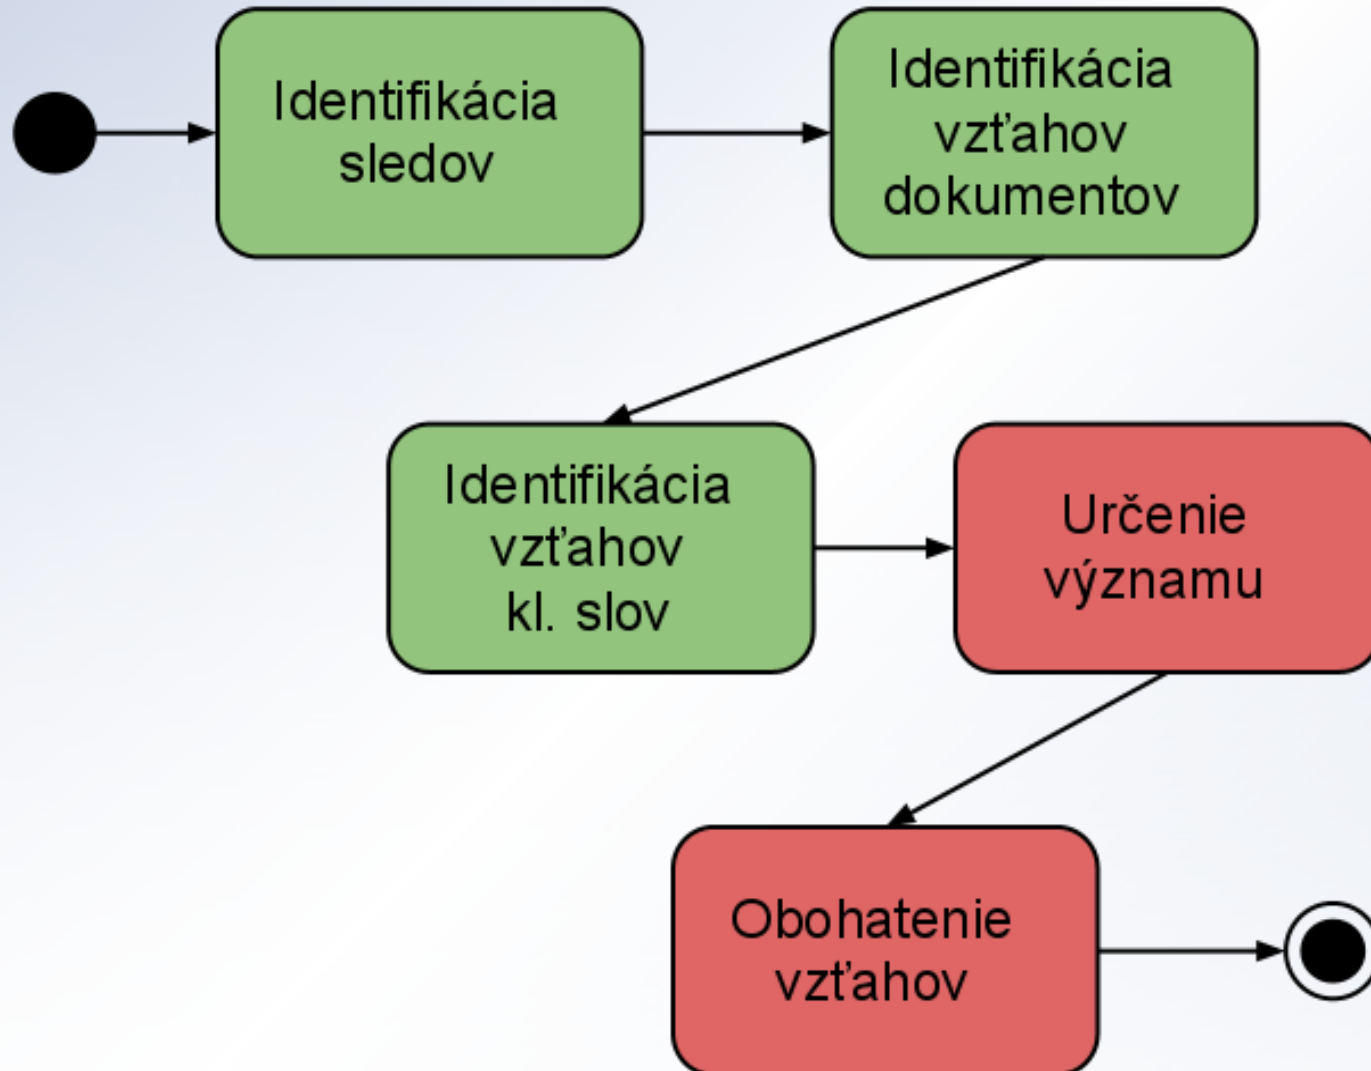 Identifikácia
sledov
Identifikácia
vzťahov
dokumentov
Identifikácia
vzťahov
kl. slov
Určenie
významu
Obohatenie
vzťahov